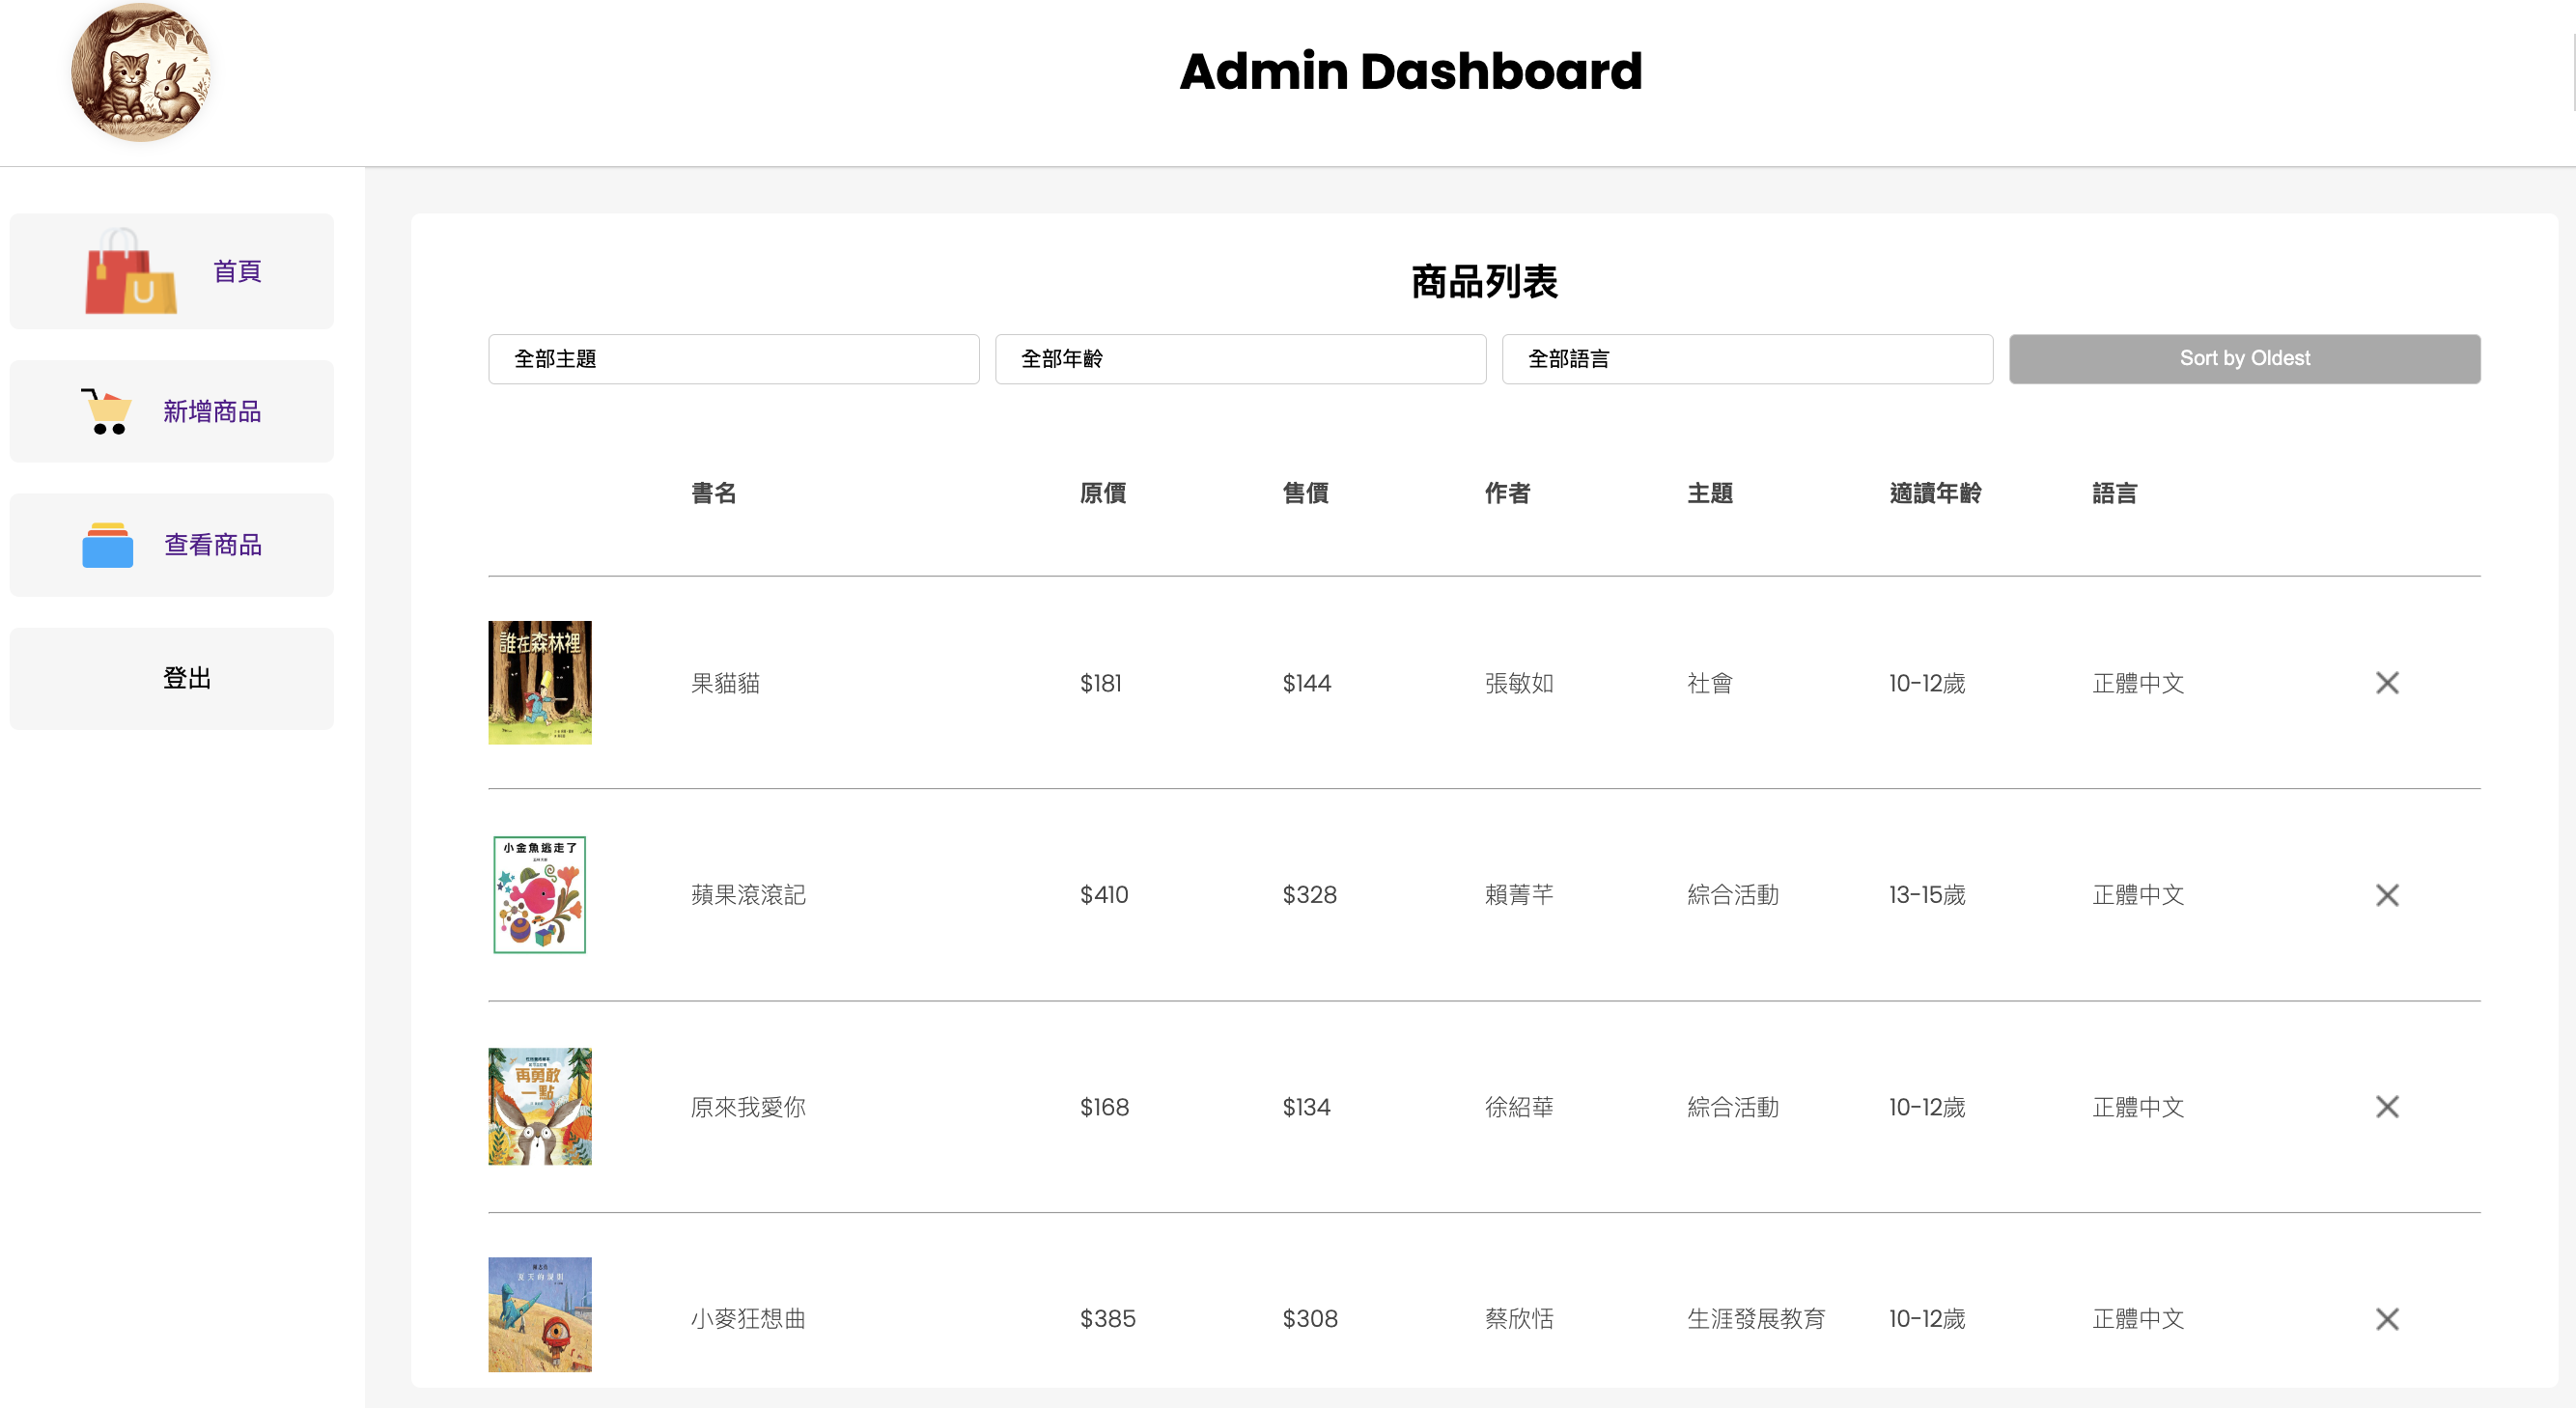 Admin Dashboard
首頁
新增商品
查看商品
登出
商品列表
全部主題 全部年齡 全部語言 Sort by Oldest
書名 原價 售價 作者 主題 適讀年齡 語言
誰在森林裡
果貓貓 $181 $144 張敏如 社會 10-12歲 正體中文
小金魚逃走了
蘋果滾滾記 $410 $328 賴菁芊 綜合活動 13-15歲 正體中文
再勇敢
一點
原來我愛你 $168 $134 徐紹華 綜合活動 10-12歲 正體中文
小麥狂想曲 $385 $308 蔡欣恬 生涯發展教育 10-12歲 正體中文